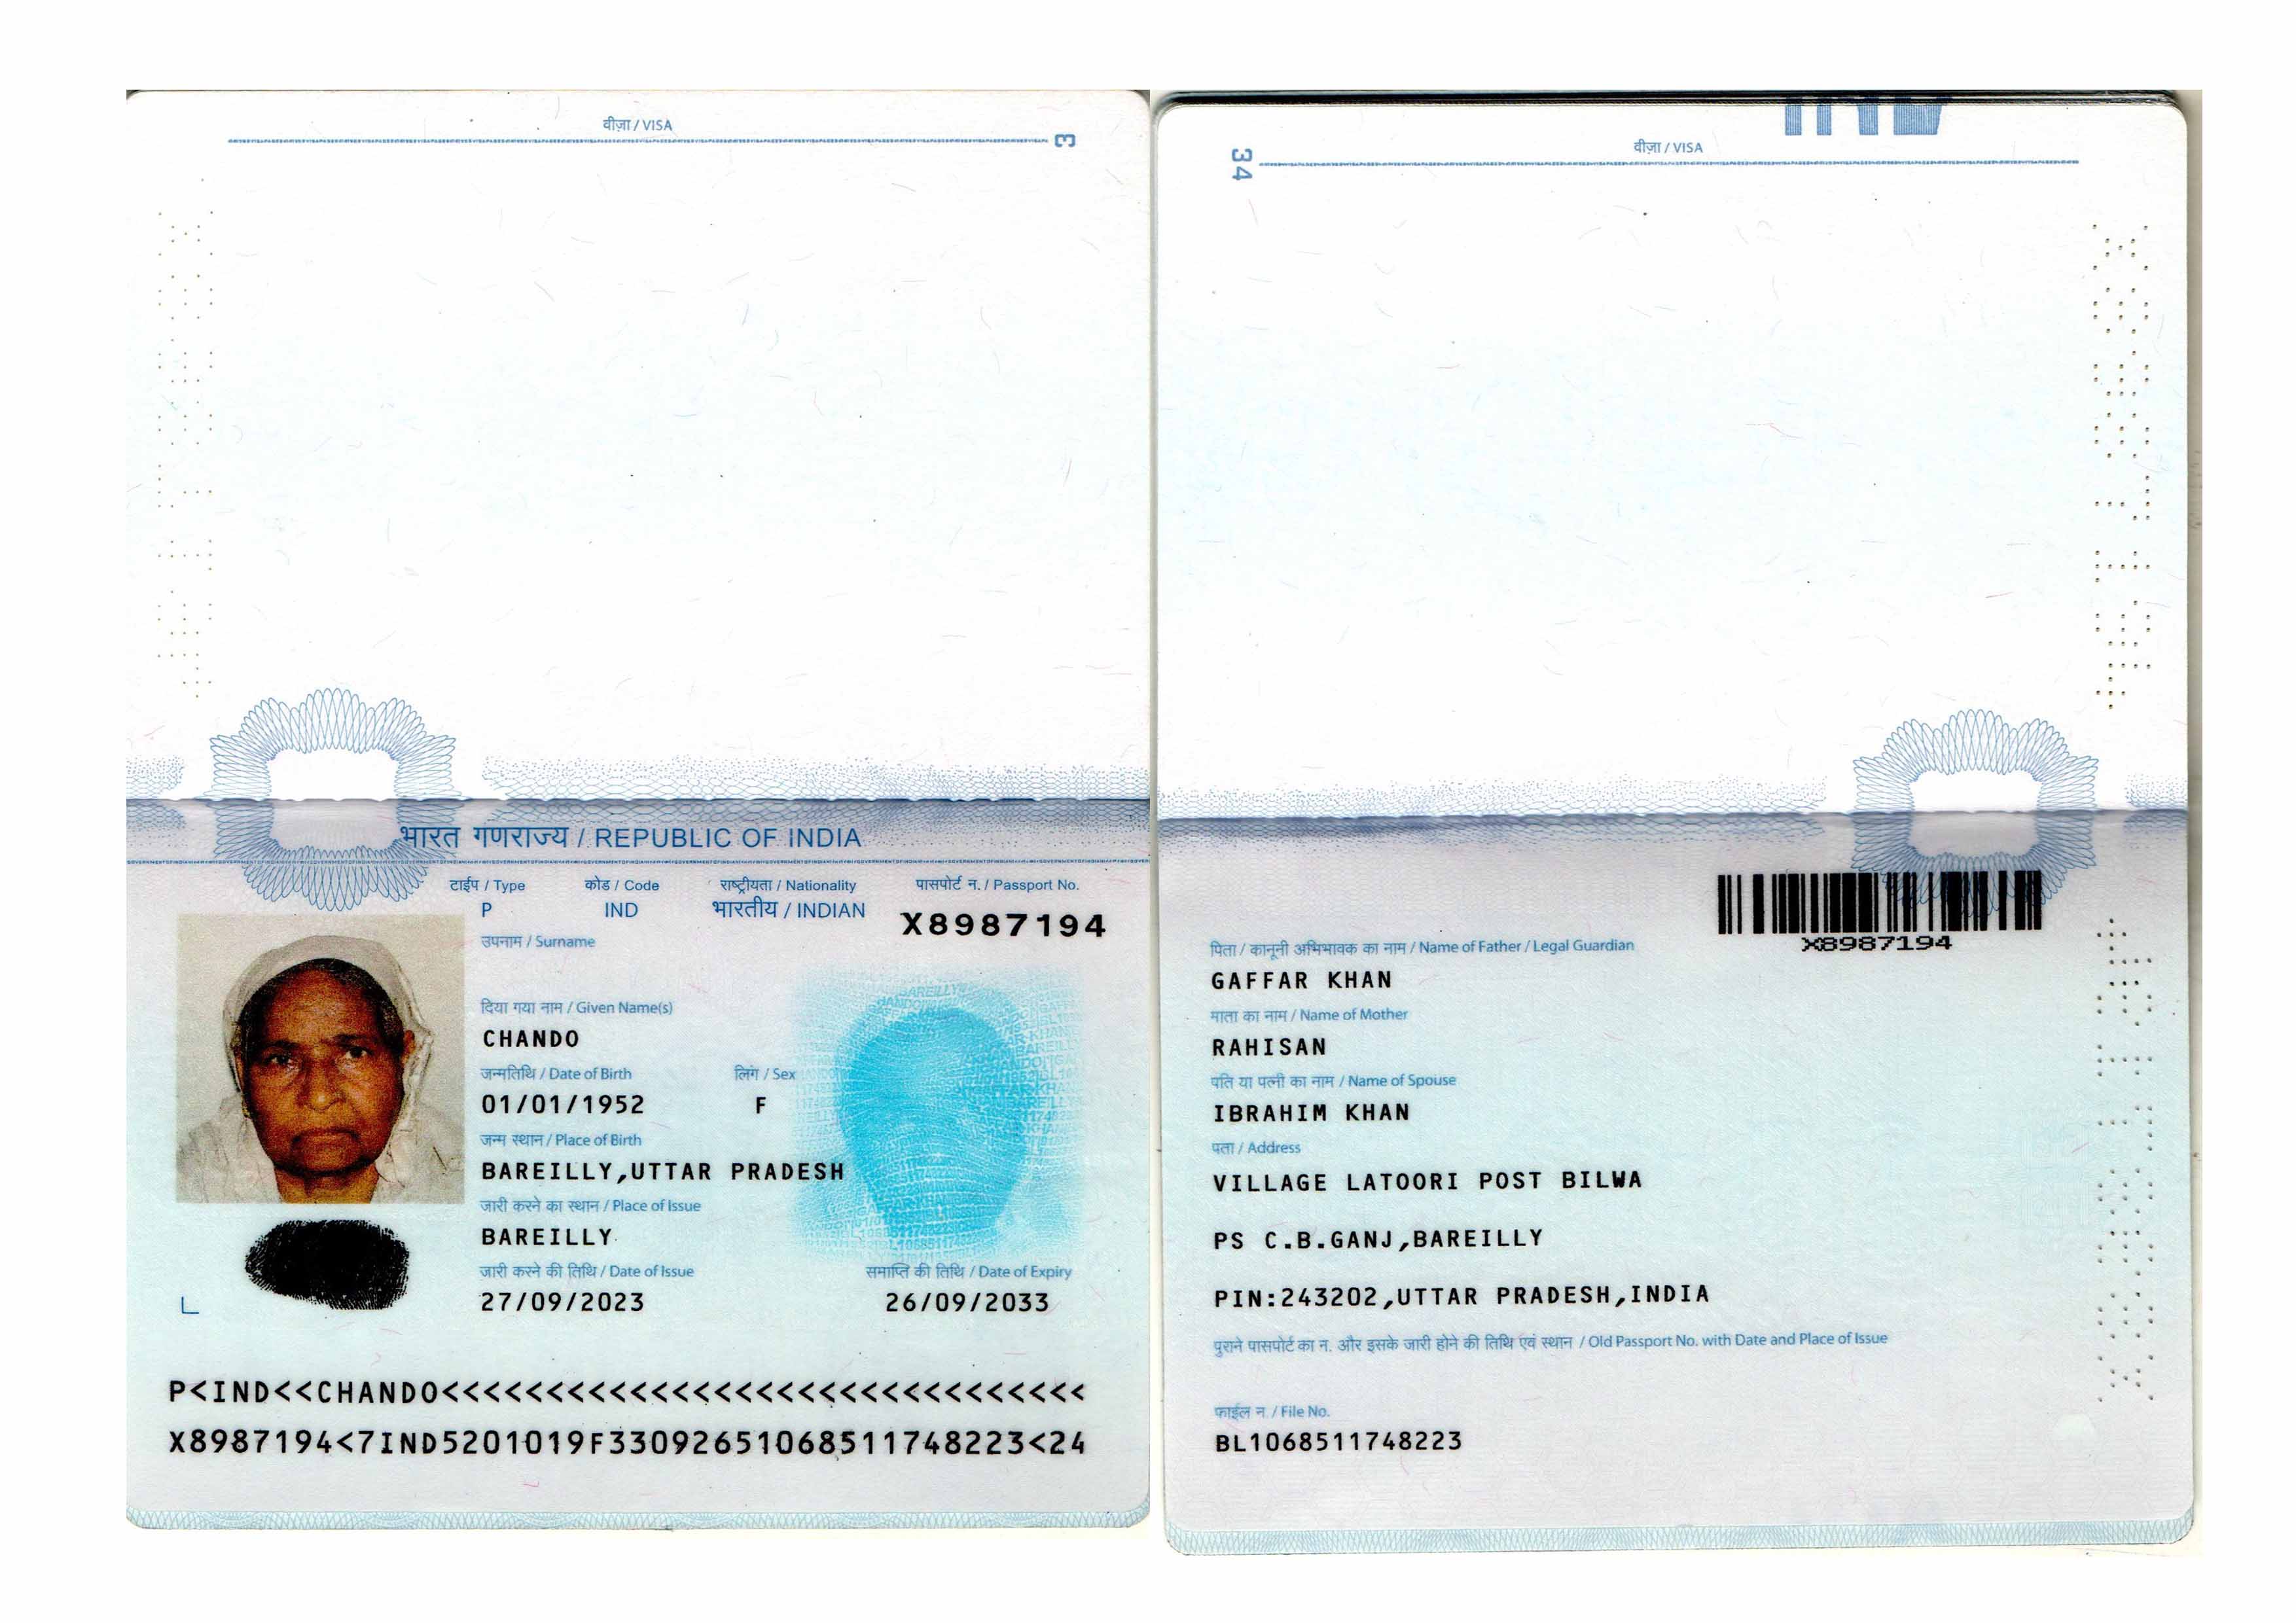 वीज़ा / VISA
3
भारत गणराज्य / REPUBLIC OF INDIA
टाईप / Type कोड / Code राष्ट्रीयता / Nationality पासपोर्ट न. / Passport No.
P IND भारतीय / INDIAN X8987194
उपनाम / Surname
दिया गया नाम / Given Name(s)
CHANDO
जन्मतिथि / Date of Birth लिंग / Sex
01/01/1952 F
जन्म स्थान / Place of Birth
BAREILLY,UTTAR PRADESH
जारी करने का स्थान / Place of Issue
BAREILLY
जारी करने की तिथि / Date of Issue समाप्ति की तिथि / Date of Expiry
27/09/2023 26/09/2033
P<IND<<CHANDO<<<<<<<<<<<<<<<<<<<<<<<<<<<<<<<
X8987194<7IND5201019F3309265106851174​8223<24
वीज़ा / VISA
34
X8987194
पिता / कानूनी अभिभावक का नाम / Name of Father / Legal Guardian
GAFFAR KHAN
माता का नाम / Name of Mother
RAHISAN
पति या पत्नी का नाम / Name of Spouse
IBRAHIM KHAN
पता / Address
VILLAGE LATOORI POST BILWA
PS C.B.GANJ,BAREILLY
PIN:243202,UTTAR PRADESH,INDIA
पुराने पासपोर्ट का न. और इसके जारी होने की तिथि एवं स्थान / Old Passport No. with Date and Place of Issue
फाईल न. / File No.
BL1068511748223